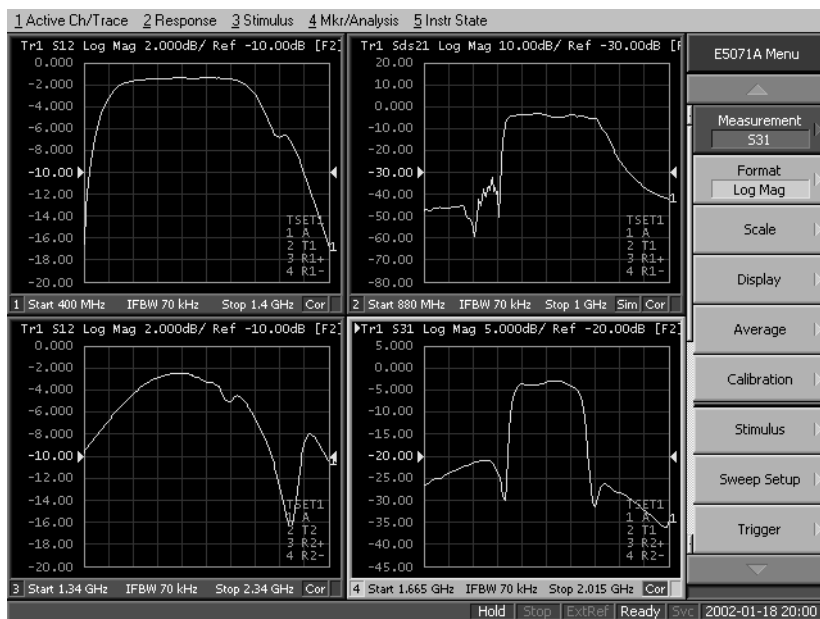 1 Active Ch/Trace 2 Response 3 Stimulus 4 Mkr/Analysis 5 Instr State
Tr1 S12 Log Mag 2.000dB/ Ref -10.00dB [F2]
0.000
-2.000
-4.000
-6.000
-8.000
-10.00
-12.00
-14.00
-16.00
-18.00
-20.00
TSET1
1 A
2 T1
3 R1+
4 R1-
1
1 Start 400 MHz IFBW 70 kHz Stop 1.4 GHz Cor
Tr1 Sds21 Log Mag 10.00dB/ Ref -30.00dB [F
20.00
10.00
0.000
-10.00
-20.00
-30.00
-40.00
-50.00
-60.00
-70.00
-80.00
TSET1
1 A
2 T1
3 R1+
4 R1-
1
2 Start 880 MHz IFBW 70 kHz Stop 1 GHz Sim Cor
Tr1 S12 Log Mag 2.000dB/ Ref -10.00dB [F2]
0.000
-2.000
-4.000
-6.000
-8.000
-10.00
-12.00
-14.00
-16.00
-18.00
-20.00
TSET1
1 A
2 T2
3 R2+
4 R2-
1
3 Start 1.34 GHz IFBW 70 kHz Stop 2.34 GHz Cor
Tr1 S31 Log Mag 5.000dB/ Ref -20.00dB [F2]
5.000
0.000
-5.000
-10.00
-15.00
-20.00
-25.00
-30.00
-35.00
-40.00
-45.00
TSET1
1 A
2 T2
3 R2+
4 R2-
1
4 Start 1.665 GHz IFBW 70 kHz Stop 2.015 GHz Cor
E5071A Menu
Measurement
S31
Format
Log Mag
Scale
Display
Average
Calibration
Stimulus
Sweep Setup
Trigger
Hold Stop ExtRef Ready Svc 2002-01-18 20:00